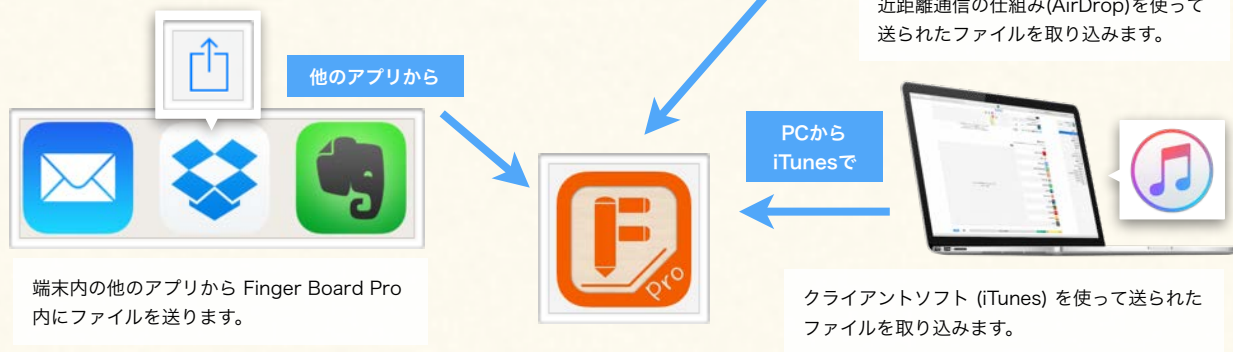 近距離通信の仕組み(AirDrop)を使って
送られたファイルを取り込みます。
他のアプリから
PCから
iTunesで
F
Pro
端末内の他のアプリから Finger Board Pro
内にファイルを送ります。
クライアントソフト (iTunes) を使って送られた
ファイルを取り込みます。